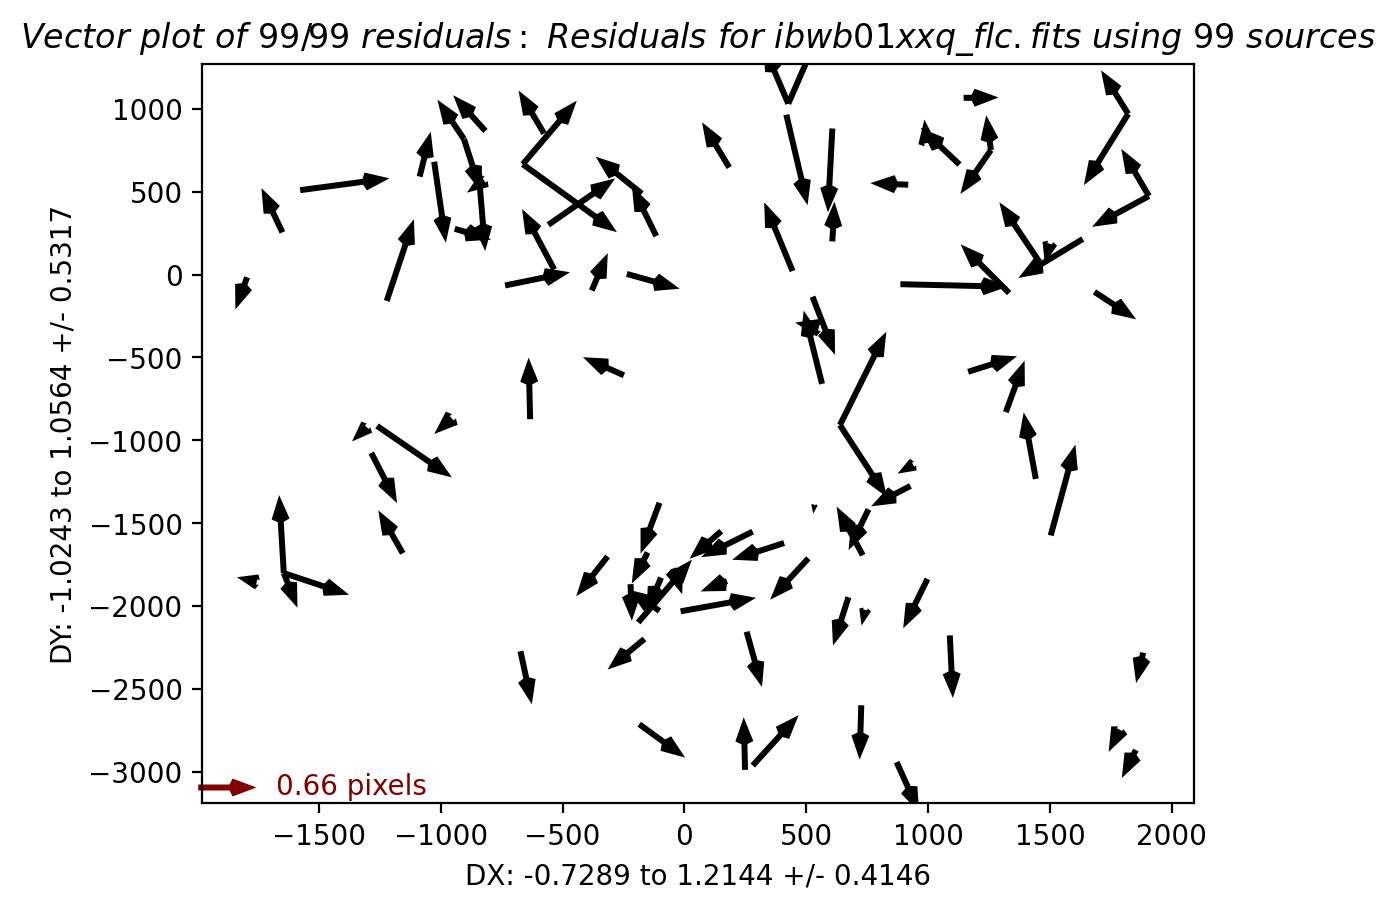 Vector plot of 99/99 residuals: Residuals for ibwb01xxq_flc.fits using 99 sources
1000
500
0
−500
−1000
−1500
−2000
−2500
−3000
DY: -1.0243 to 1.0564 +/- 0.5317
0.66 pixels
−1500 −1000 −500 0 500 1000 1500 2000
DX: -0.7289 to 1.2144 +/- 0.4146